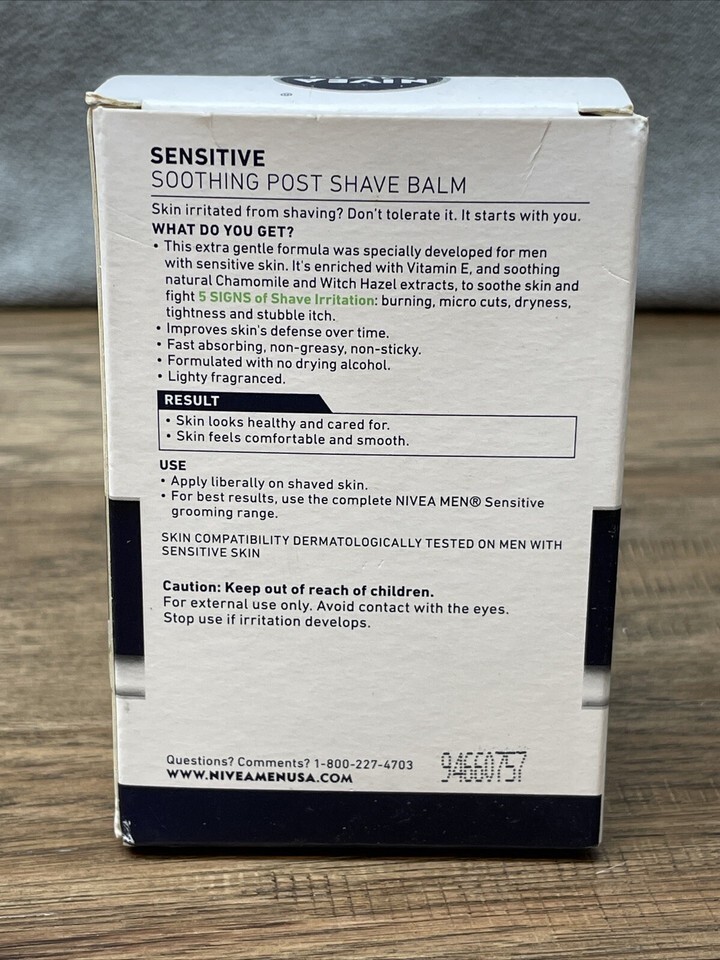 NIVEA
®
SENSITIVE
SOOTHING POST SHAVE BALM
Skin irritated from shaving? Don't tolerate it. It starts with you.
WHAT DO YOU GET?
• This extra gentle formula was specially developed for men
with sensitive skin. It's enriched with Vitamin E, and soothing
natural Chamomile and Witch Hazel extracts, to soothe skin and
fight 5 SIGNS of Shave Irritation: burning, micro cuts, dryness,
tightness and stubble itch.
• Improves skin's defense over time.
• Fast absorbing, non-greasy, non-sticky.
• Formulated with no drying alcohol.
• Lighty fragranced.
RESULT
• Skin looks healthy and cared for.
• Skin feels comfortable and smooth.
USE
• Apply liberally on shaved skin.
• For best results, use the complete NIVEA MEN® Sensitive
grooming range.
SKIN COMPATIBILITY DERMATOLOGICALLY TESTED ON MEN WITH
SENSITIVE SKIN
Caution: Keep out of reach of children.
For external use only. Avoid contact with the eyes.
Stop use if irritation develops.
Questions? Comments? 1-800-227-4703
WWW.NIVEAMENUSA.COM
94660757